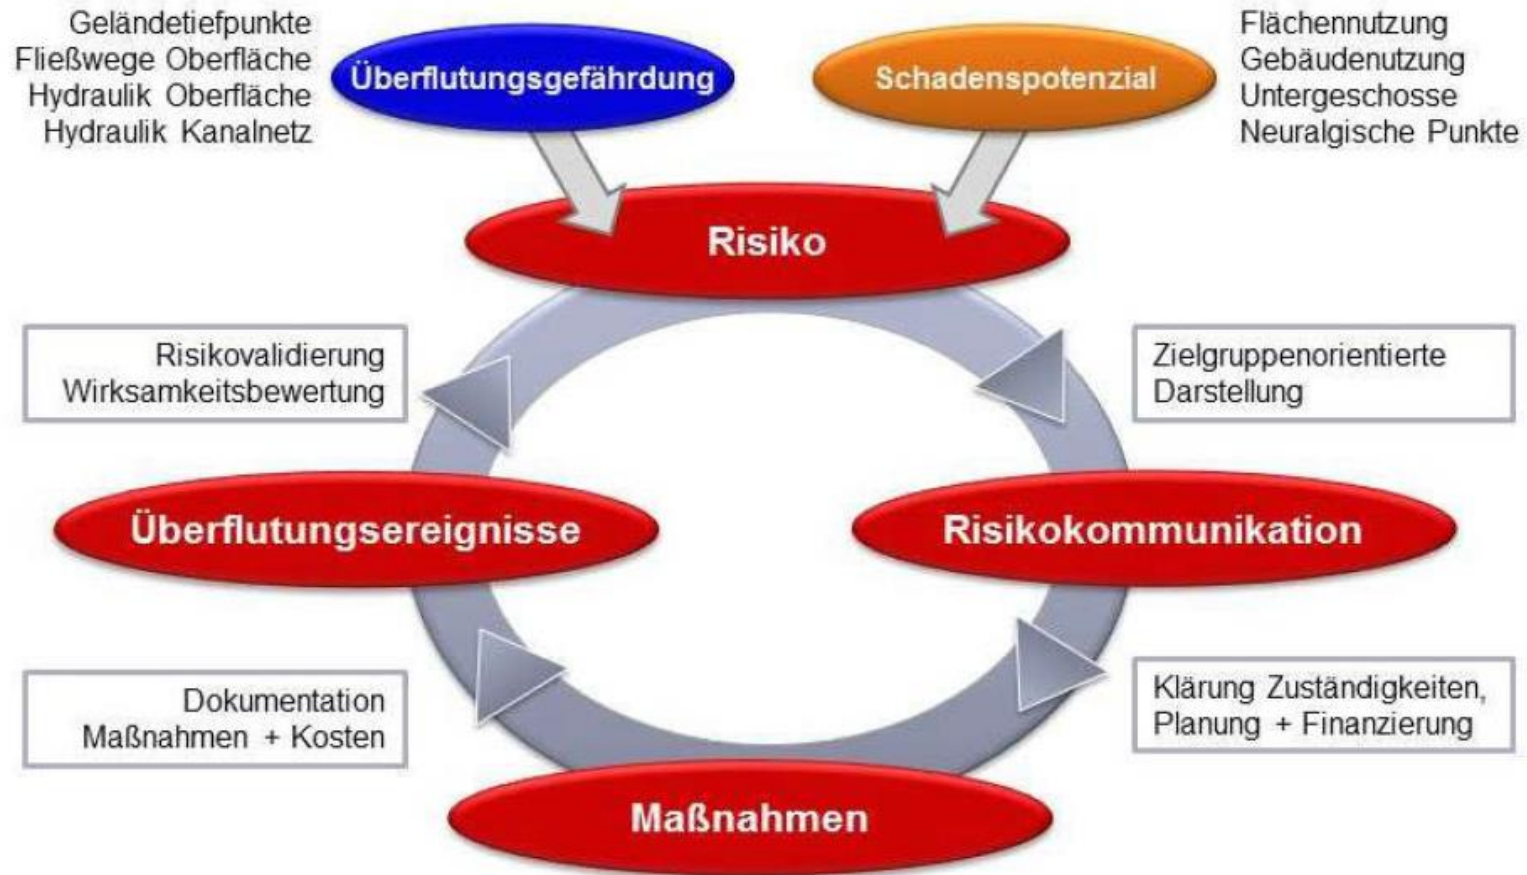 Geländetiefpunkte
Fließwege Oberfläche
Hydraulik Oberfläche
Hydraulik Kanalnetz
Überflutungsgefährdung
Schadenspotenzial
Flächennutzung
Gebäudenutzung
Untergeschosse
Neuralgische Punkte
Risiko
Risikovalidierung
Wirksamkeitsbewertung
Zielgruppenorientierte
Darstellung
Überflutungsereignisse
Risikokommunikation
Dokumentation
Maßnahmen + Kosten
Klärung Zuständigkeiten,
Planung + Finanzierung
Maßnahmen